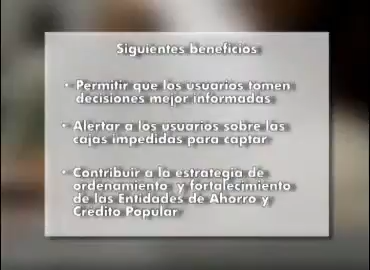 Siguientes beneficios
• Permitir que los usuarios tomen
decisiones mejor informadas
• Alertar a los usuarios sobre las
cajas impedidas para captar
• Contribuir a la estrategia de
ordenamiento y fortalecimiento
de las Entidades de Ahorro y
Credito Popular